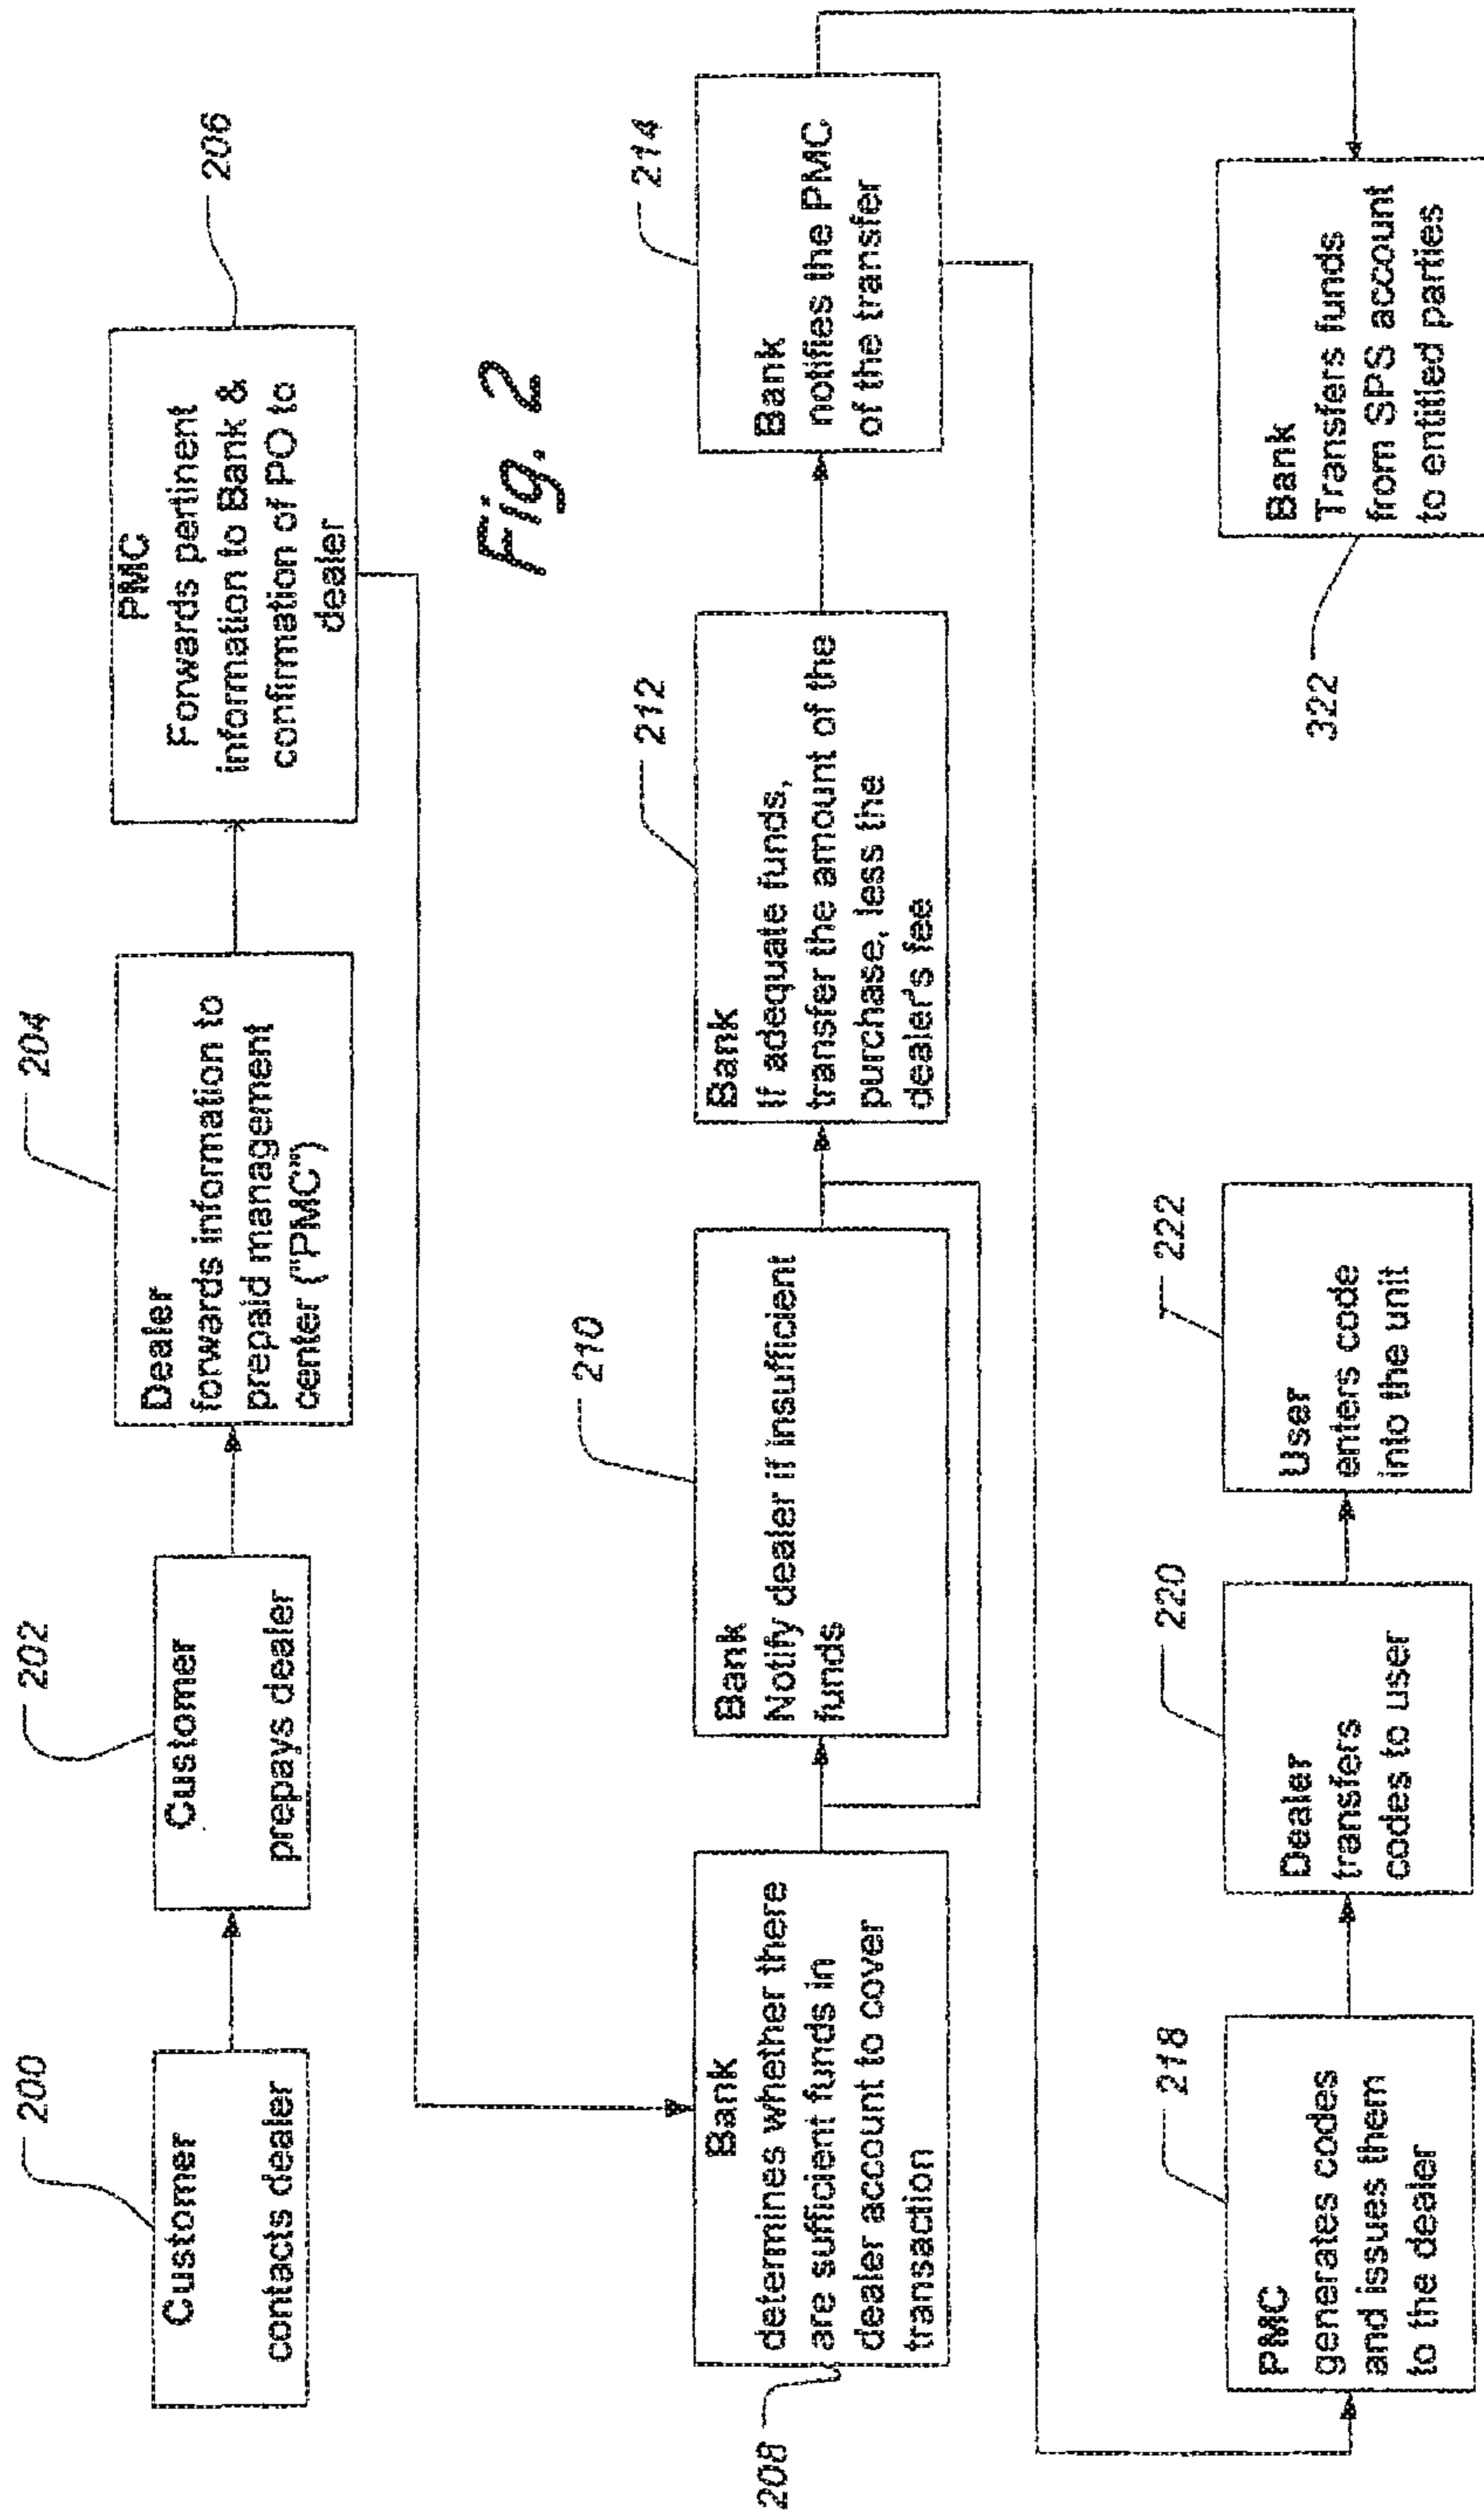 200
Customer
contacts dealer
202
Customer
prepays dealer
204
Dealer
forwards information to
prepaid management
center ("PMC")
206
PMC
Forwards pertinent
information to Bank &
confirmation of PO to
dealer
Fig. 2
208
Bank
determines whether there
are sufficient funds in
dealer account to cover
transaction
210
Bank
Notify dealer if insufficient
funds
212
Bank
If adequate funds,
transfer the amount of the
purchase, less the
dealer's fee
214
Bank
notifies the PMC
of the transfer
218
PMC
generates codes
and issues them
to the dealer
220
Dealer
transfers
codes to user
222
User
enters code
into the unit
322
Bank
Transfers funds
from SPS account
to entitled parties